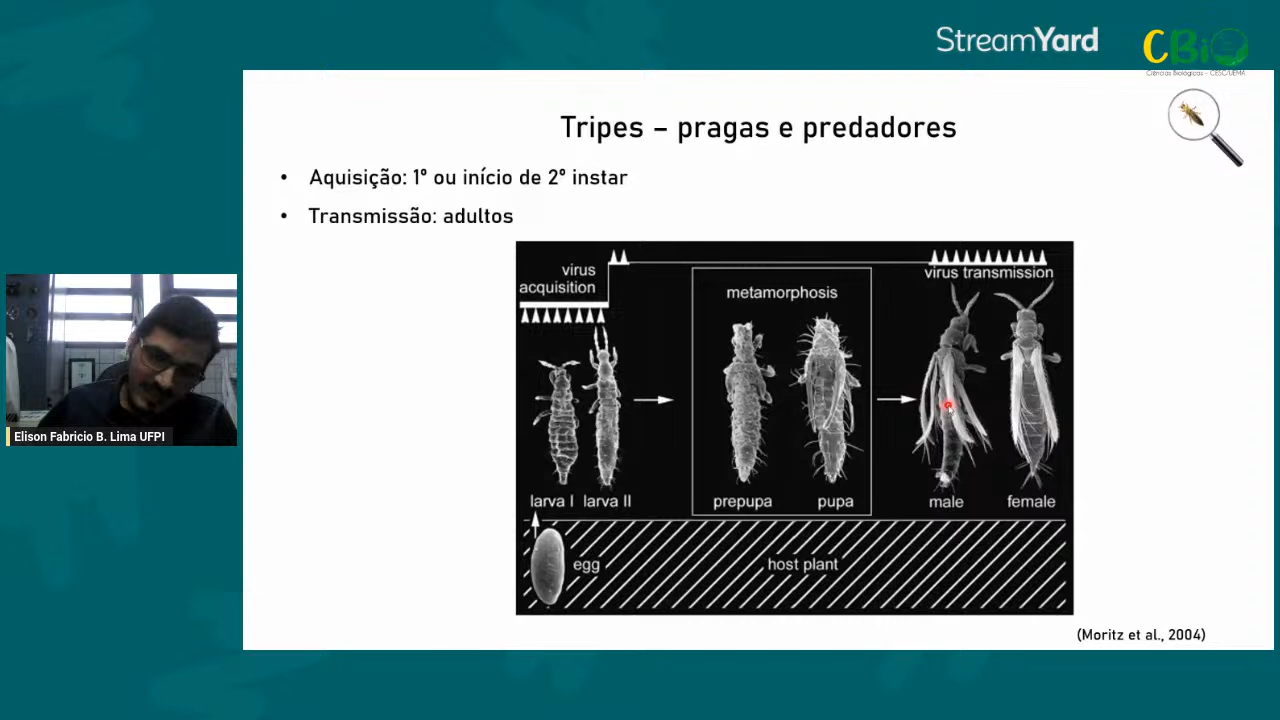 StreamYard
CBiO
Ciências Biológicas - CESC/UEMA
Tripes – pragas e predadores
• Aquisição: 1º ou início de 2º instar
• Transmissão: adultos
virus
acquisition
metamorphosis
virus transmission
larva I
larva II
prepupa
pupa
male
female
egg
host plant
(Moritz et al., 2004)
Elison Fabricio B. Lima UFPI